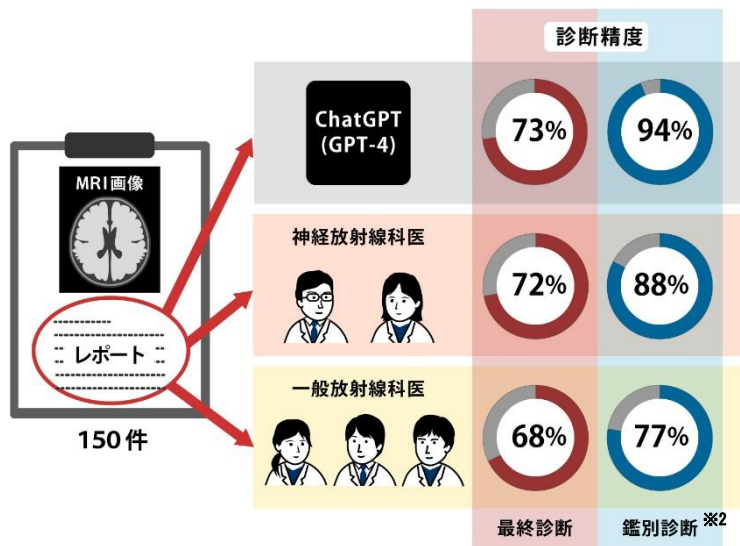 診断精度
ChatGPT
(GPT-4)
73%
94%
MRI画像
レポート
150件
神経放射線科医
72%
88%
一般放射線科医
68%
77%
最終診断
鑑別診断
※2